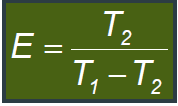 E = T₂ / (T₁ − T₂)